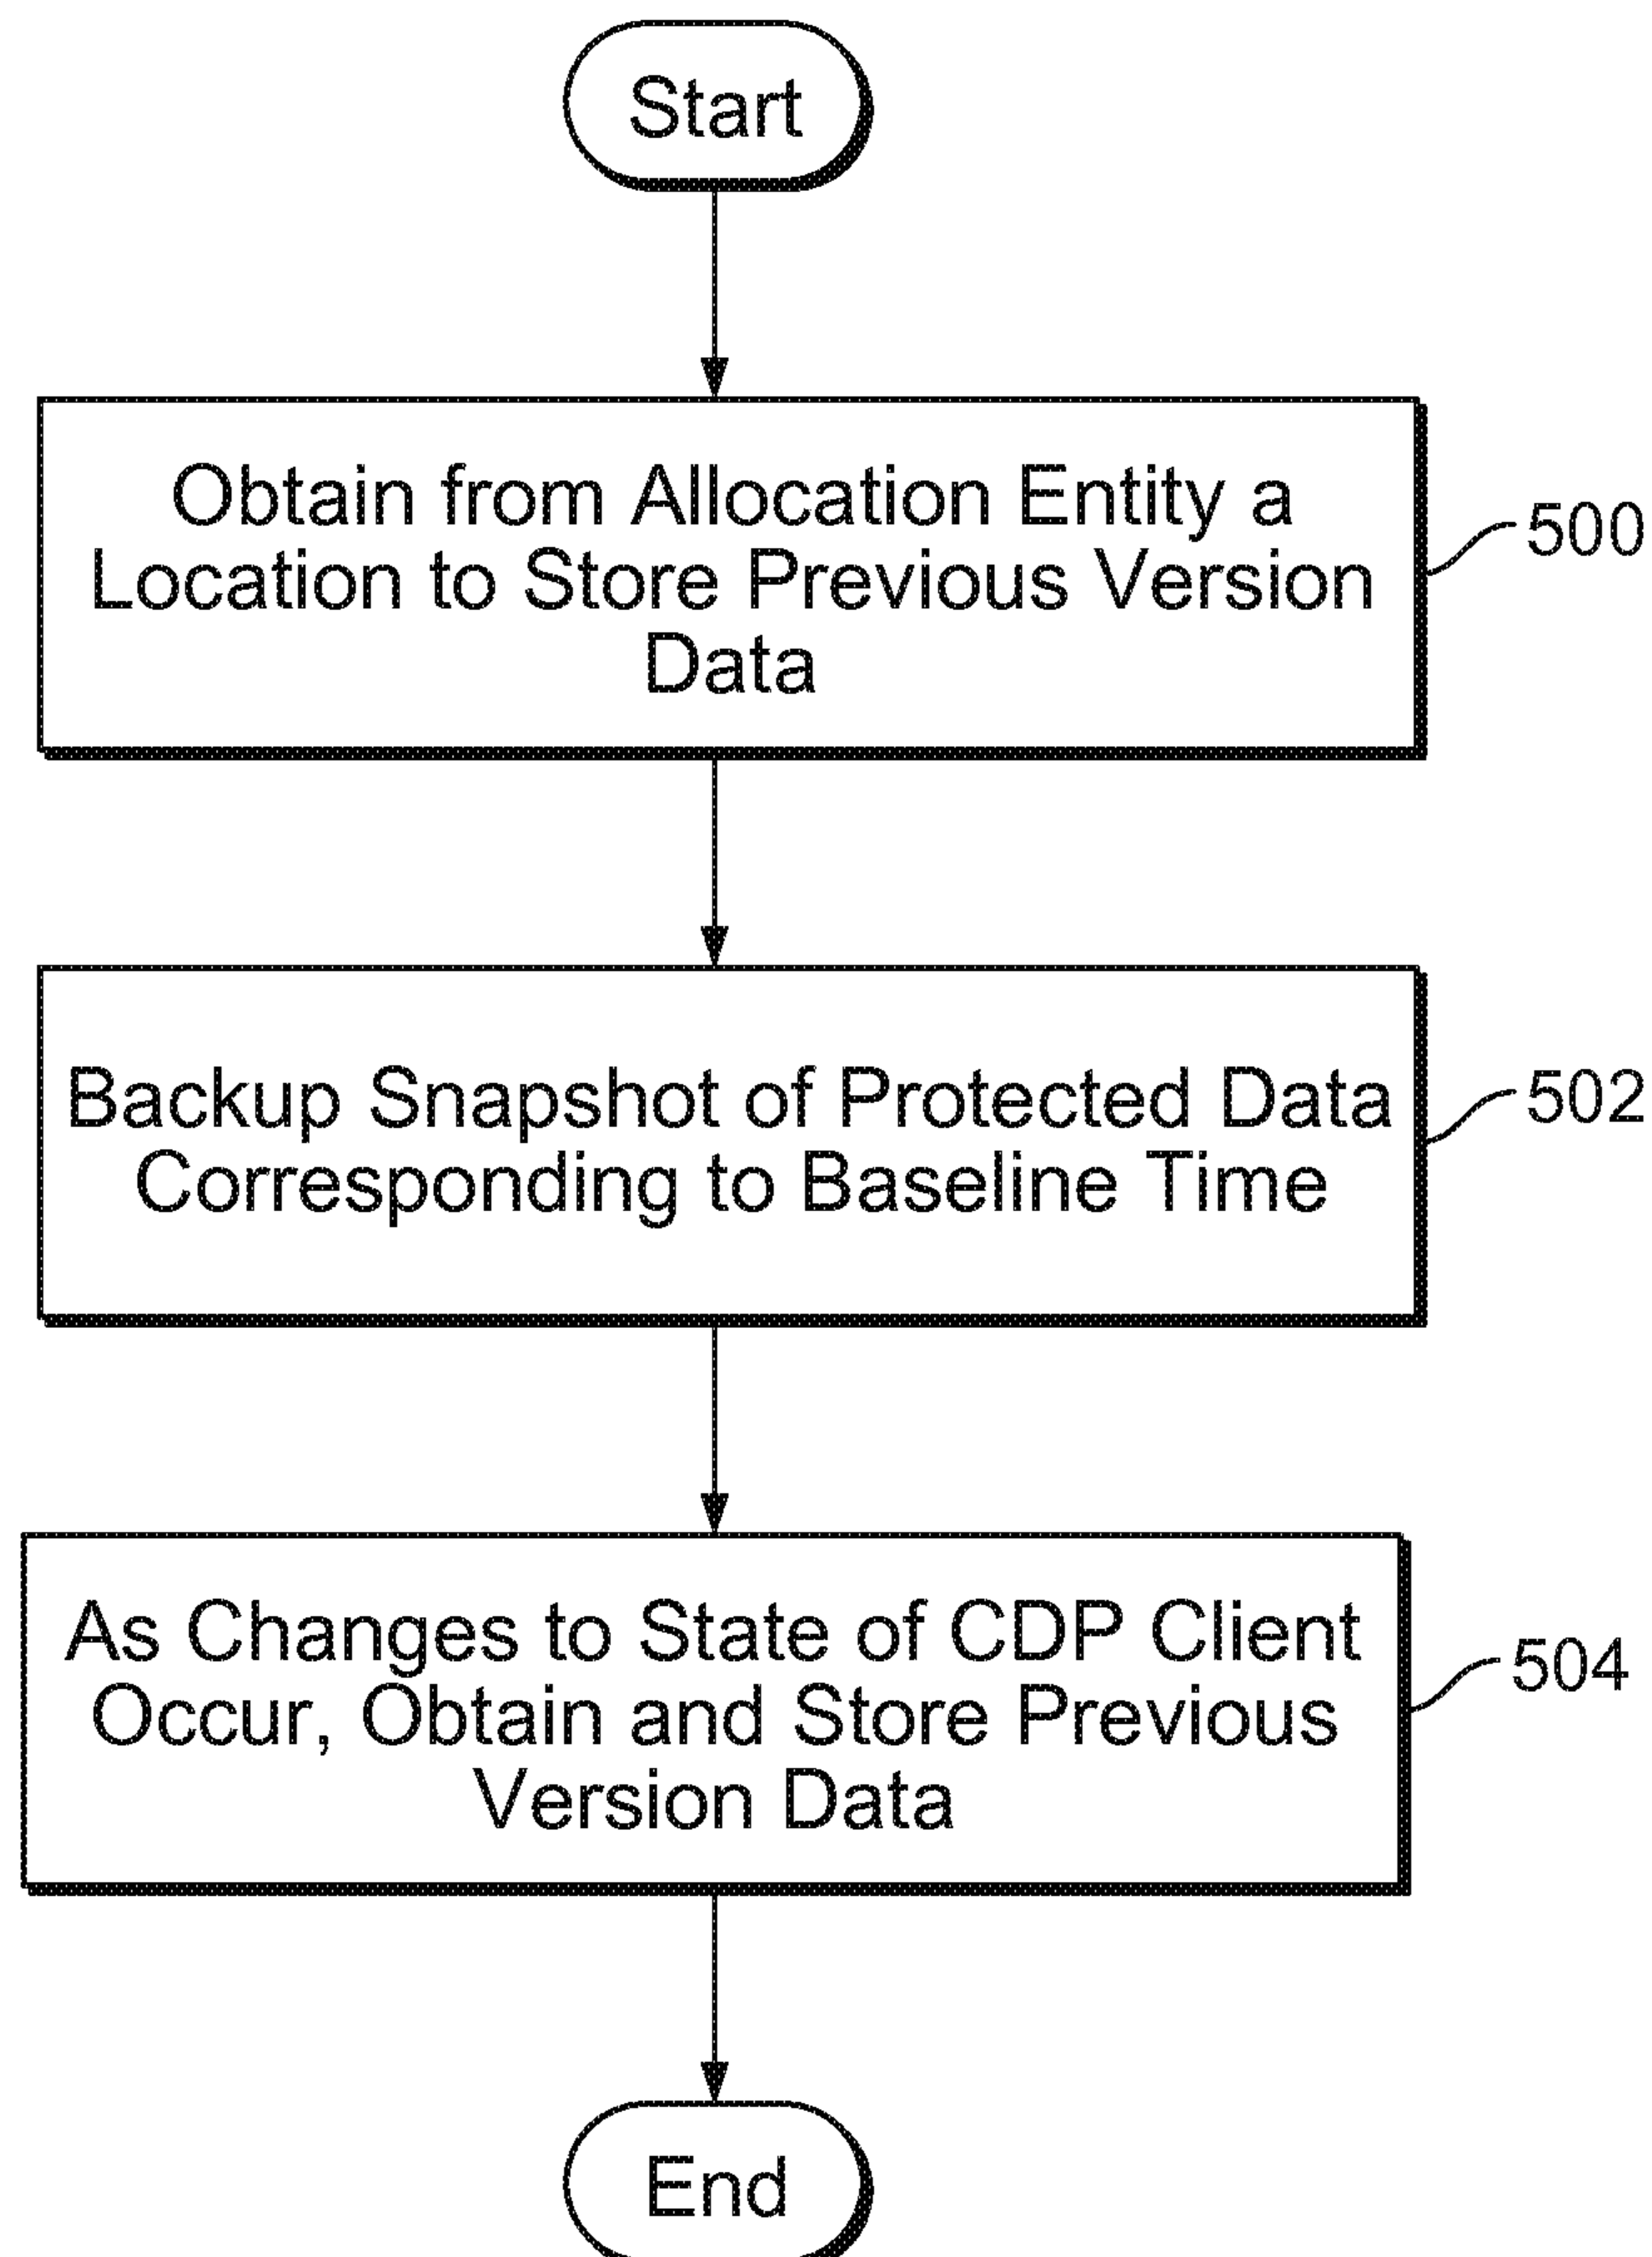 Start
Obtain from Allocation Entity a
Location to Store Previous Version
Data
500
Backup Snapshot of Protected Data
Corresponding to Baseline Time
502
As Changes to State of CDP Client
Occur, Obtain and Store Previous
Version Data
504
End